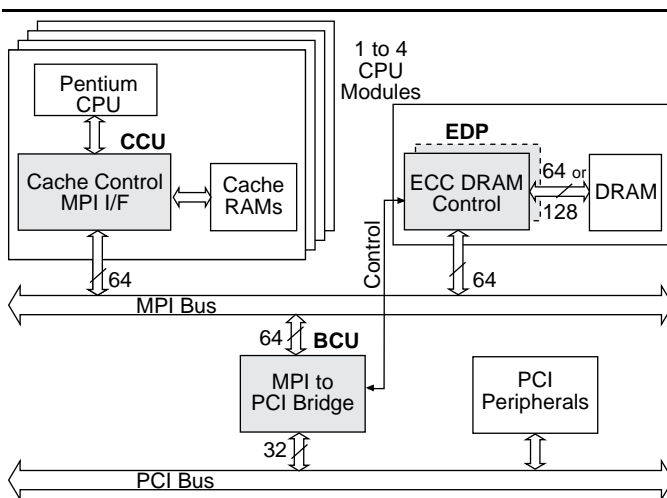 1 to 4
CPU
Modules
Pentium
CPU
CCU
Cache Control
MPI I/F
Cache
RAMs
64
EDP
ECC DRAM
Control
64 or
128
DRAM
64
Control
MPI Bus
64
BCU
MPI to
PCI Bridge
PCI
Peripherals
32
PCI Bus